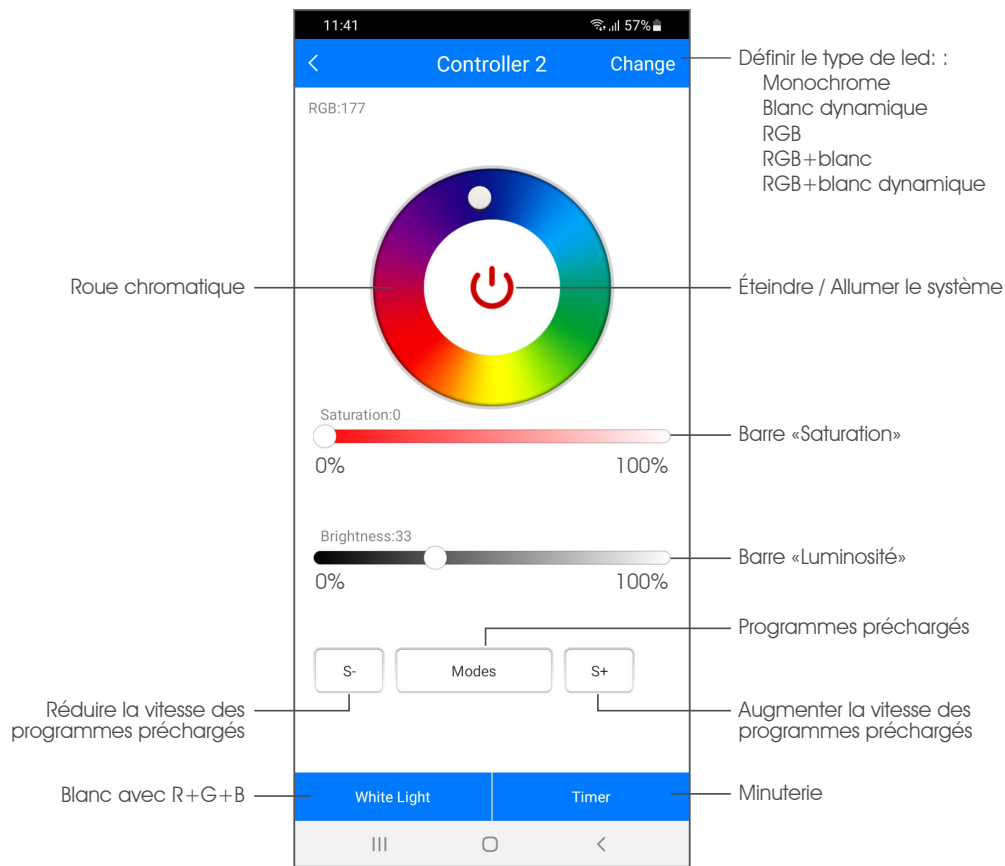 11:41
57%
Controller 2
Change
RGB:177
Définir le type de led: :
Monochrome
Blanc dynamique
RGB
RGB+blanc
RGB+blanc dynamique
Roue chromatique
Éteindre / Allumer le système
Saturation:0
0%
100%
Barre «Saturation»
Brightness:33
0%
100%
Barre «Luminosité»
Programmes préchargés
S-
Modes
S+
Réduire la vitesse des
programmes préchargés
Augmenter la vitesse des
programmes préchargés
Blanc avec R+G+B
White Light
Timer
Minuterie